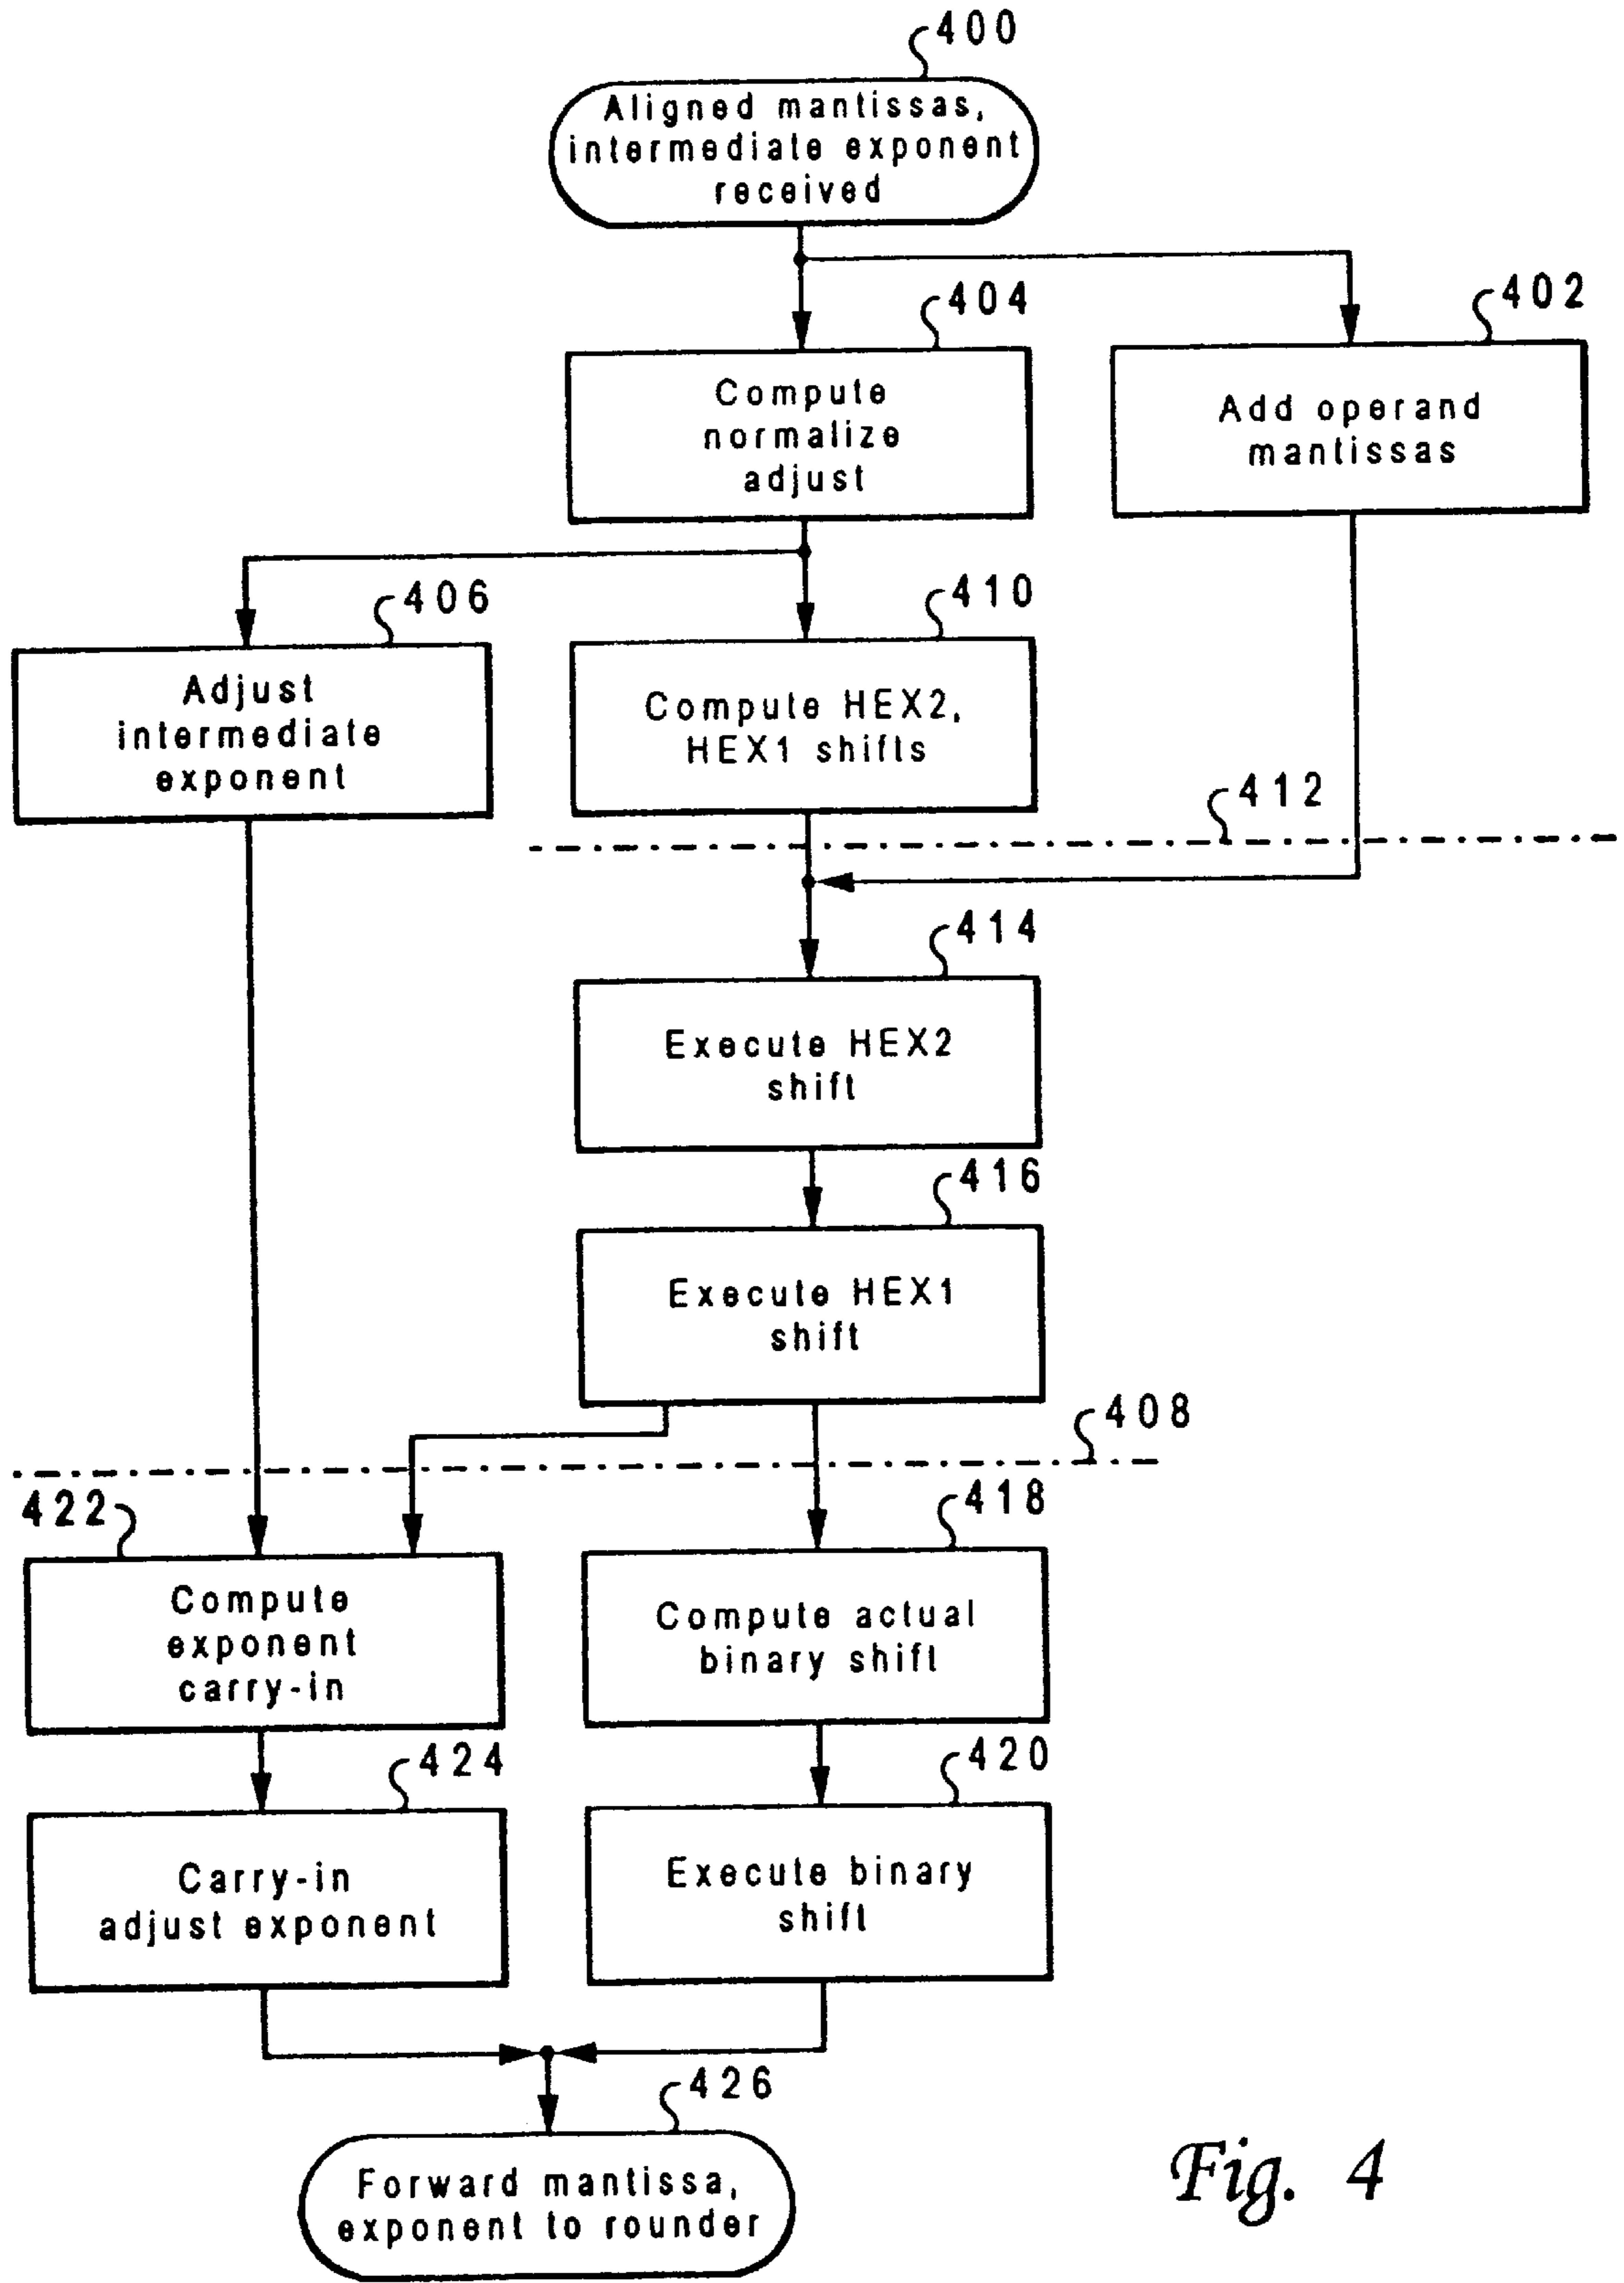 400
Aligned mantissas,
intermediate exponent
received
404
402
Compute
normalize
adjust
Add operand
mantissas
406
410
Adjust
intermediate
exponent
Compute HEX2,
HEX1 shifts
412
414
Execute HEX2
shift
416
Execute HEX1
shift
408
422
418
Compute
exponent
carry-in
Compute actual
binary shift
424
420
Carry-in
adjust exponent
Execute binary
shift
426
Forward mantissa,
exponent to rounder
Fig. 4